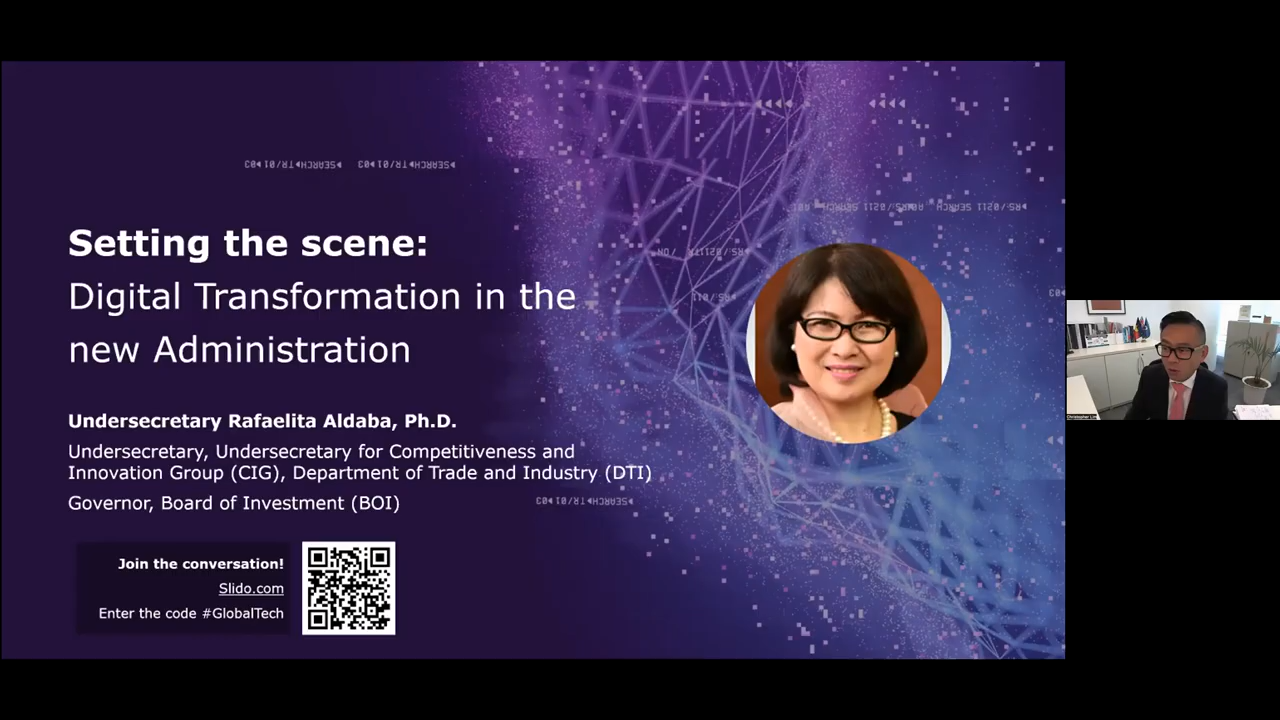 Setting the scene:
Digital Transformation in the
new Administration
Undersecretary Rafaelita Aldaba, Ph.D.
Undersecretary, Undersecretary for Competitiveness and
Innovation Group (CIG), Department of Trade and Industry (DTI)
Governor, Board of Investment (BOI)
Join the conversation!
Slido.com
Enter the code #GlobalTech